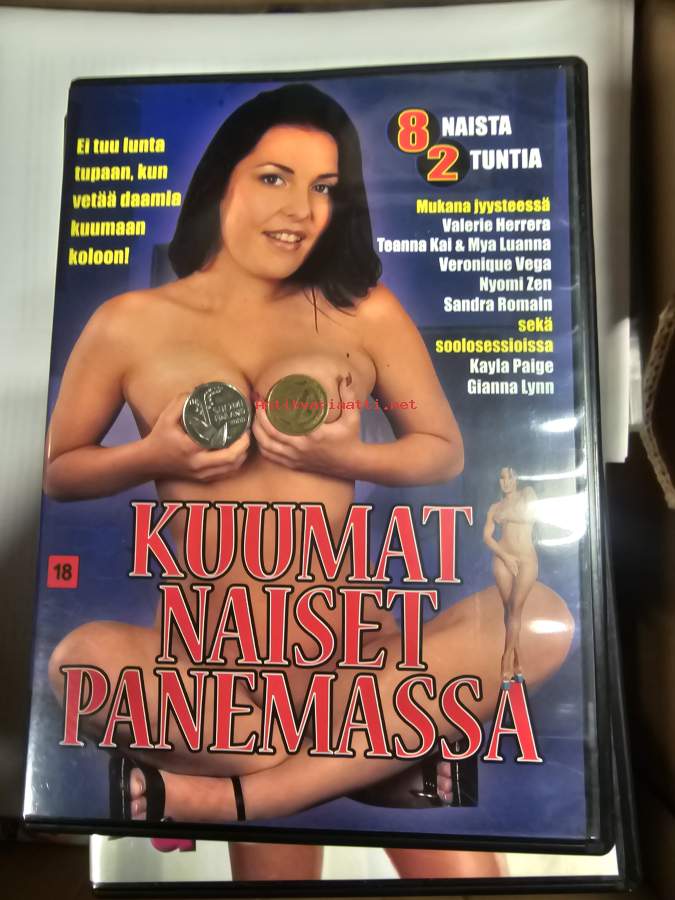 Ei tuu lunta
tupaan, kun
vetää daamia
kuumaan
koloon!
8 NAISTA
2 TUNTIA
Mukana jyysteessä
Valerie Herrera
Teanna Kai & Mya Luanna
Veronique Vega
Nyomi Zen
Sandra Romain
sekä
soolosessioissa
Kayla Paige
Gianna Lynn
Antikvariaatti.net
KUUMAT
18
NAISET
PANEMASSA